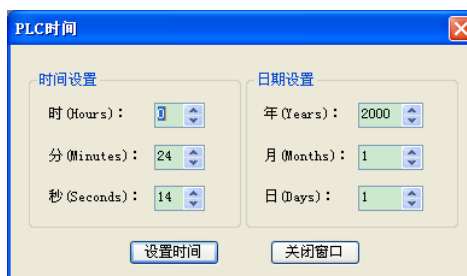 PLC时间
时间设置
时(Hours): 0
分(Minutes): 24
秒(Seconds): 14
日期设置
年(Years): 2000
月(Months): 1
日(Days): 1
设置时间
关闭窗口